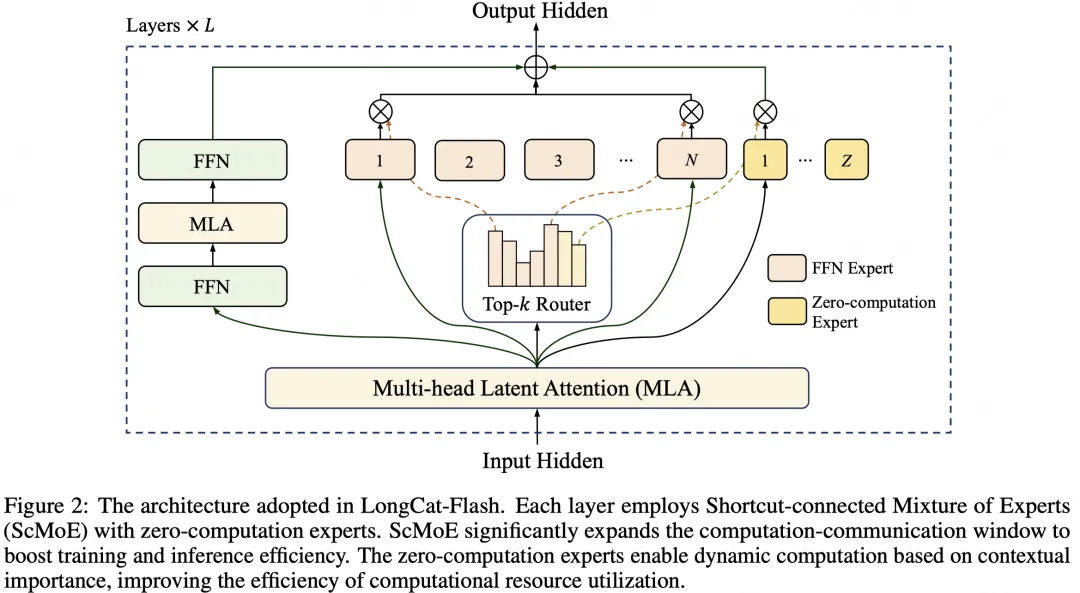 Output Hidden
Layers × L
FFN
MLA
FFN
1
2
3
...
N
1
...
Z
Top-k Router
FFN Expert
Zero-computation
Expert
Multi-head Latent Attention (MLA)
Input Hidden
Figure 2: The architecture adopted in LongCat-Flash. Each layer employs Shortcut-connected Mixture of Experts
(ScMoE) with zero-computation experts. ScMoE significantly expands the computation-communication window to
boost training and inference efficiency. The zero-computation experts enable dynamic computation based on contextual
importance, improving the efficiency of computational resource utilization.